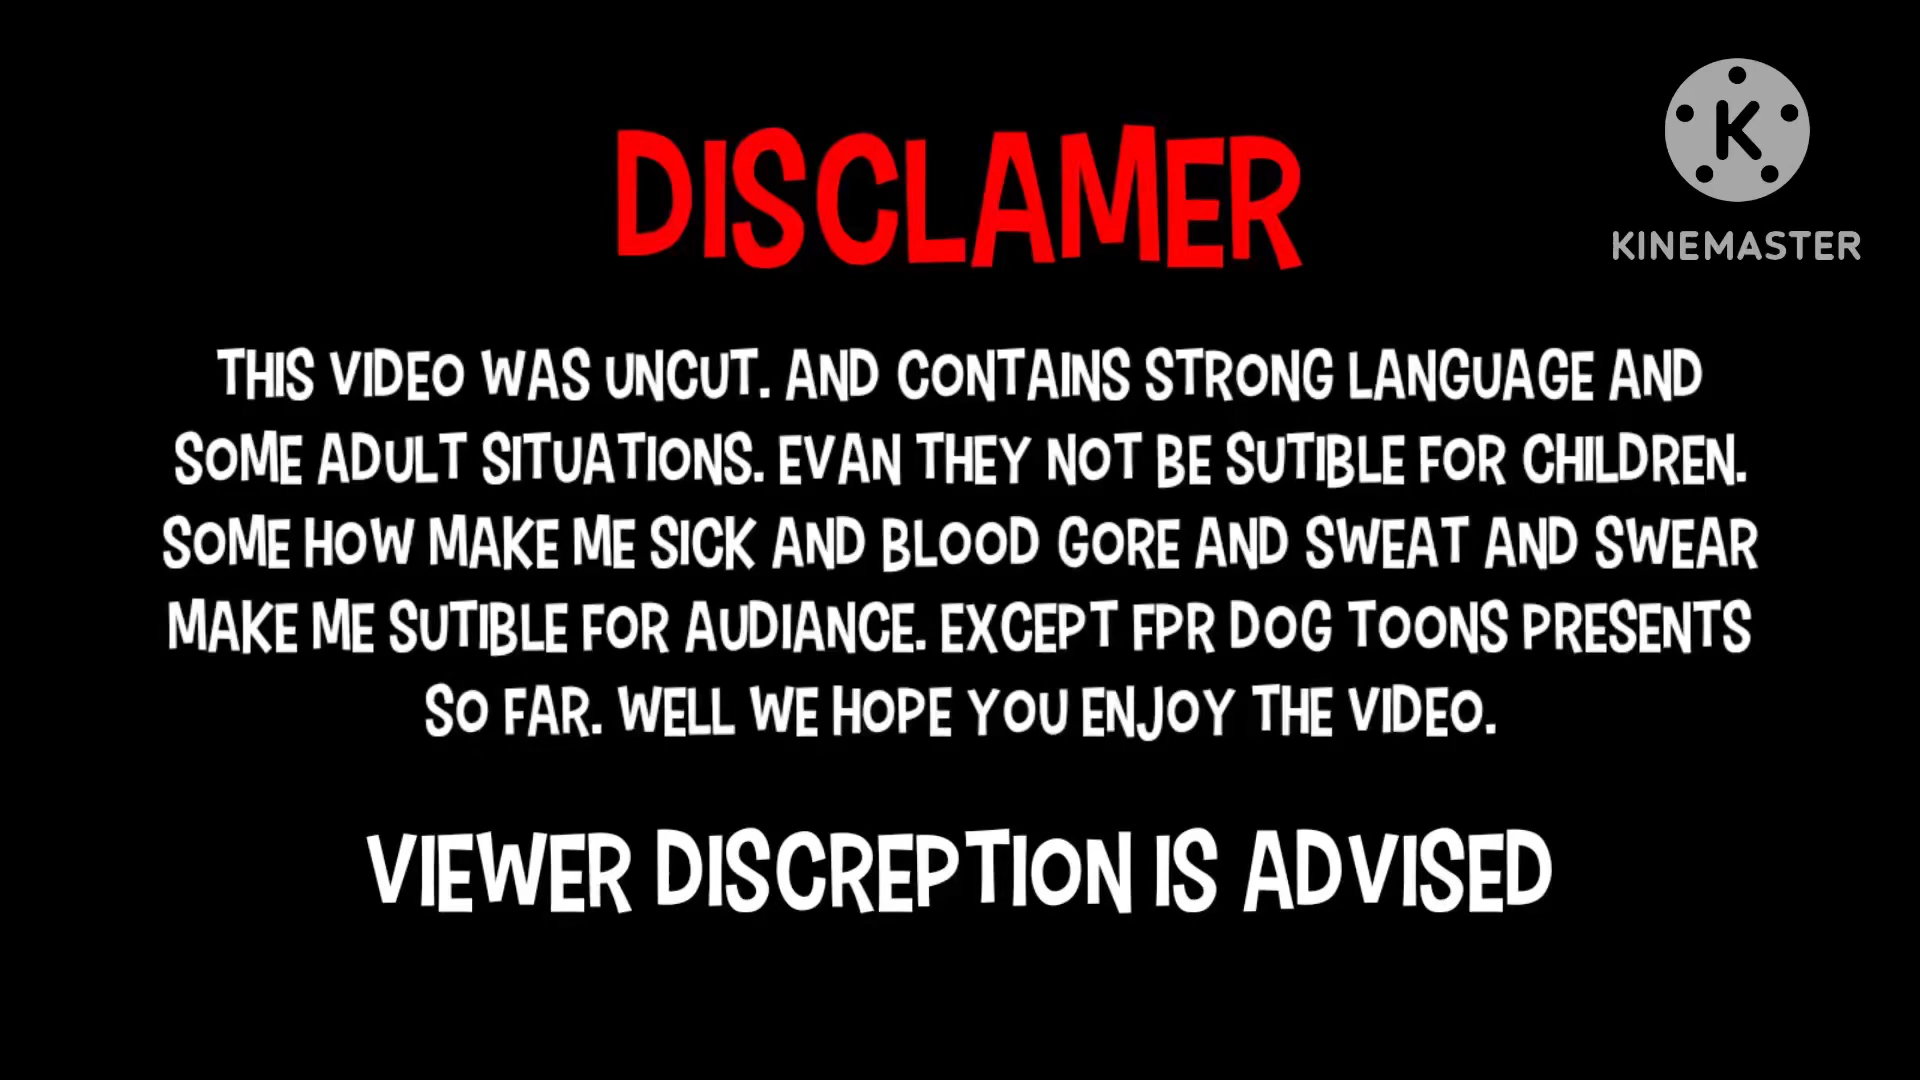 DISCLAMER
K
KINEMASTER
THIS VIDEO WAS UNCUT. AND CONTAINS STRONG LANGUAGE AND
SOME ADULT SITUATIONS. EVAN THEY NOT BE SUTIBLE FOR CHILDREN.
SOME HOW MAKE ME SICK AND BLOOD GORE AND SWEAT AND SWEAR
MAKE ME SUTIBLE FOR AUDIANCE. EXCEPT FPR DOG TOONS PRESENTS
SO FAR. WELL WE HOPE YOU ENJOY THE VIDEO.
VIEWER DISCREPTION IS ADVISED